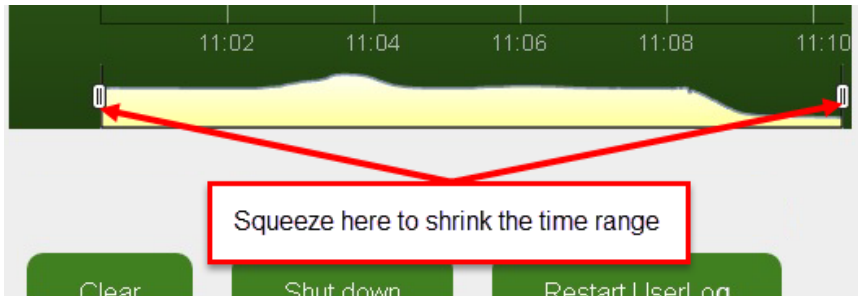 11:02 11:04 11:06 11:08 11:10
Squeeze here to shrink the time range
Clear Shut down Restart UserLog